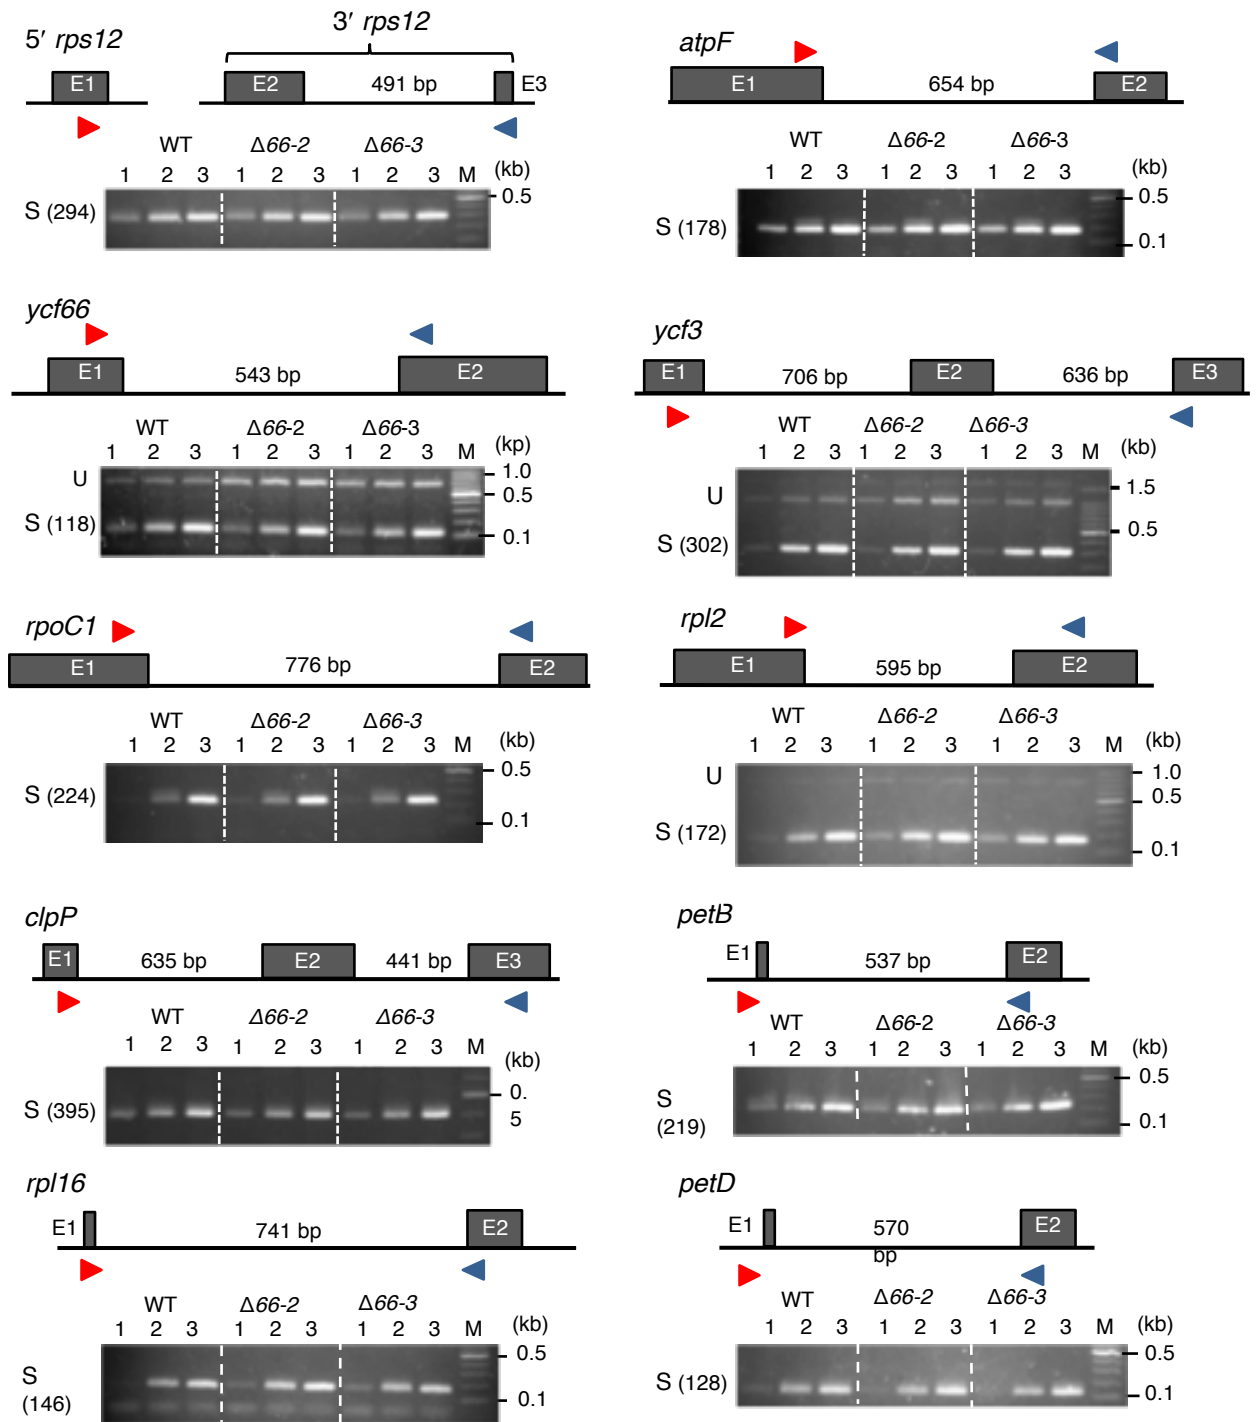 5′ rps12
3′ rps12
E1
E2
491 bp
E3
WT
Δ66-2
Δ66-3
1 2 3 1 2 3 1 3 M (kb)
S (294)
0.5
atpF
E1
654 bp
E2
WT
Δ66-2
Δ66-3
1 2 3 1 2 3 1 2 3 (kb)
S (178)
0.5
0.1
ycf66
E1
543 bp
E2
WT
Δ66-2
Δ66-3
1 2 3 1 2 3 1 2 3 M (kp)
U
S (118)
1.0
0.5
0.1
ycf3
E1
706 bp
E2
636 bp
E3
WT
Δ66-2
Δ66-3
1 2 3 1 2 3 1 2 3 M (kb)
U
S (302)
1.5
0.5
rpoC1
E1
776 bp
E2
WT
Δ66-2
Δ66-3
1 2 3 1 2 3 1 2 3 M (kb)
S (224)
0.5
0.1
rpl2
E1
595 bp
E2
WT
Δ66-2
Δ66-3
1 2 3 1 2 3 1 2 3 M (kb)
U
S (172)
1.0
0.5
0.1
clpP
E1
635 bp
E2
441 bp
E3
WT
Δ66-2
Δ66-3
1 2 3 1 2 3 1 2 3 M
(kb)
S (395)
0.
5
petB
E1
537 bp
E2
WT
Δ66-2
Δ66-3
1 2 3 1 2 3 1 2 3 M (kb)
S
(219)
0.5
0.1
rpl16
E1
741 bp
E2
WT
Δ66-2
Δ66-3
1 2 3 1 2 3 1 2 3 M (kb)
S
(146)
0.5
0.1
petD
E1
570
bp
E2
WT
Δ66-2
Δ66-3
1 2 3 1 2 3 1 2 3 M (kb)
S (128)
0.5
0.1